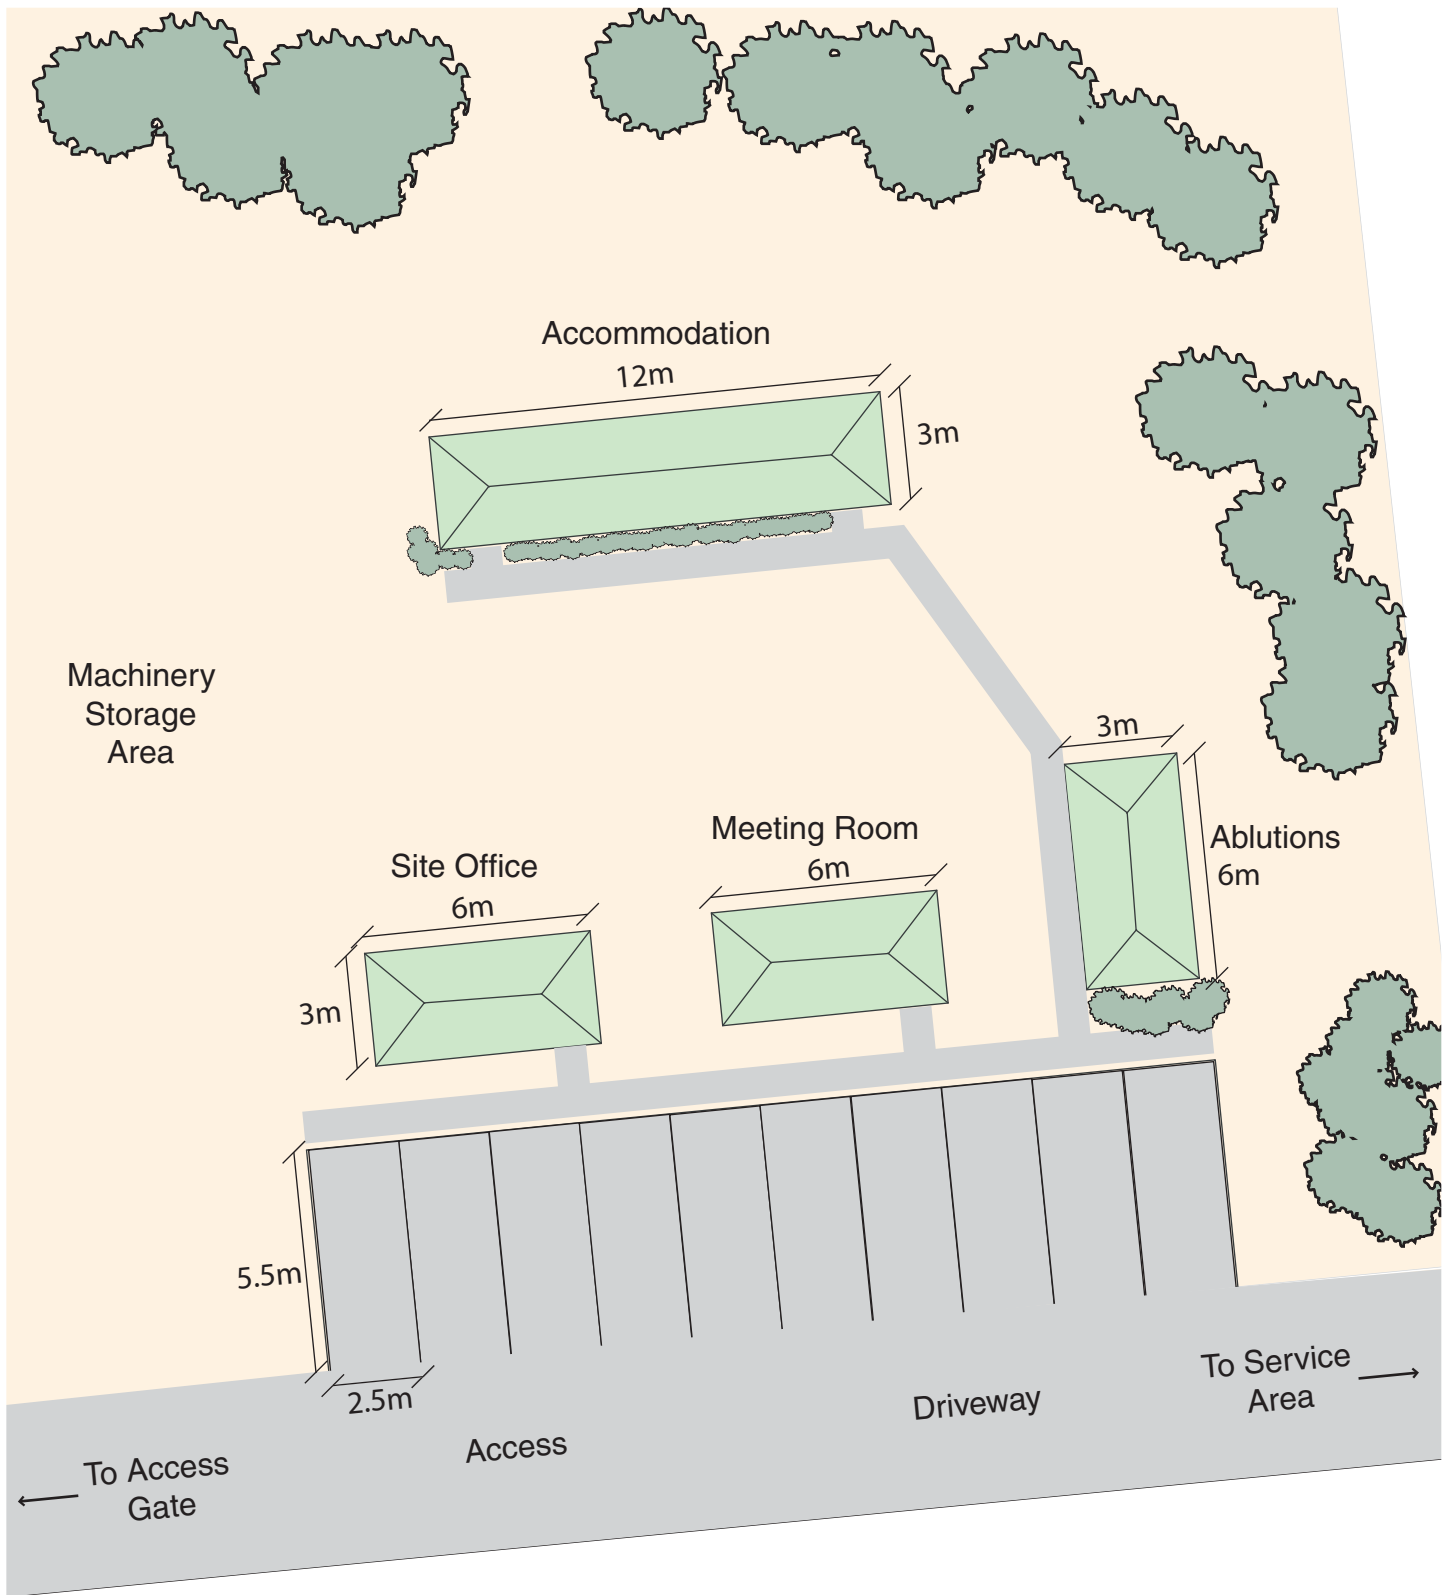 Accommodation
12m
3m
Machinery
Storage
Area
3m
Ablutions
6m
Meeting Room
6m
Site Office
6m
3m
5.5m
2.5m
To Service
Area
Driveway
Access
To Access
Gate